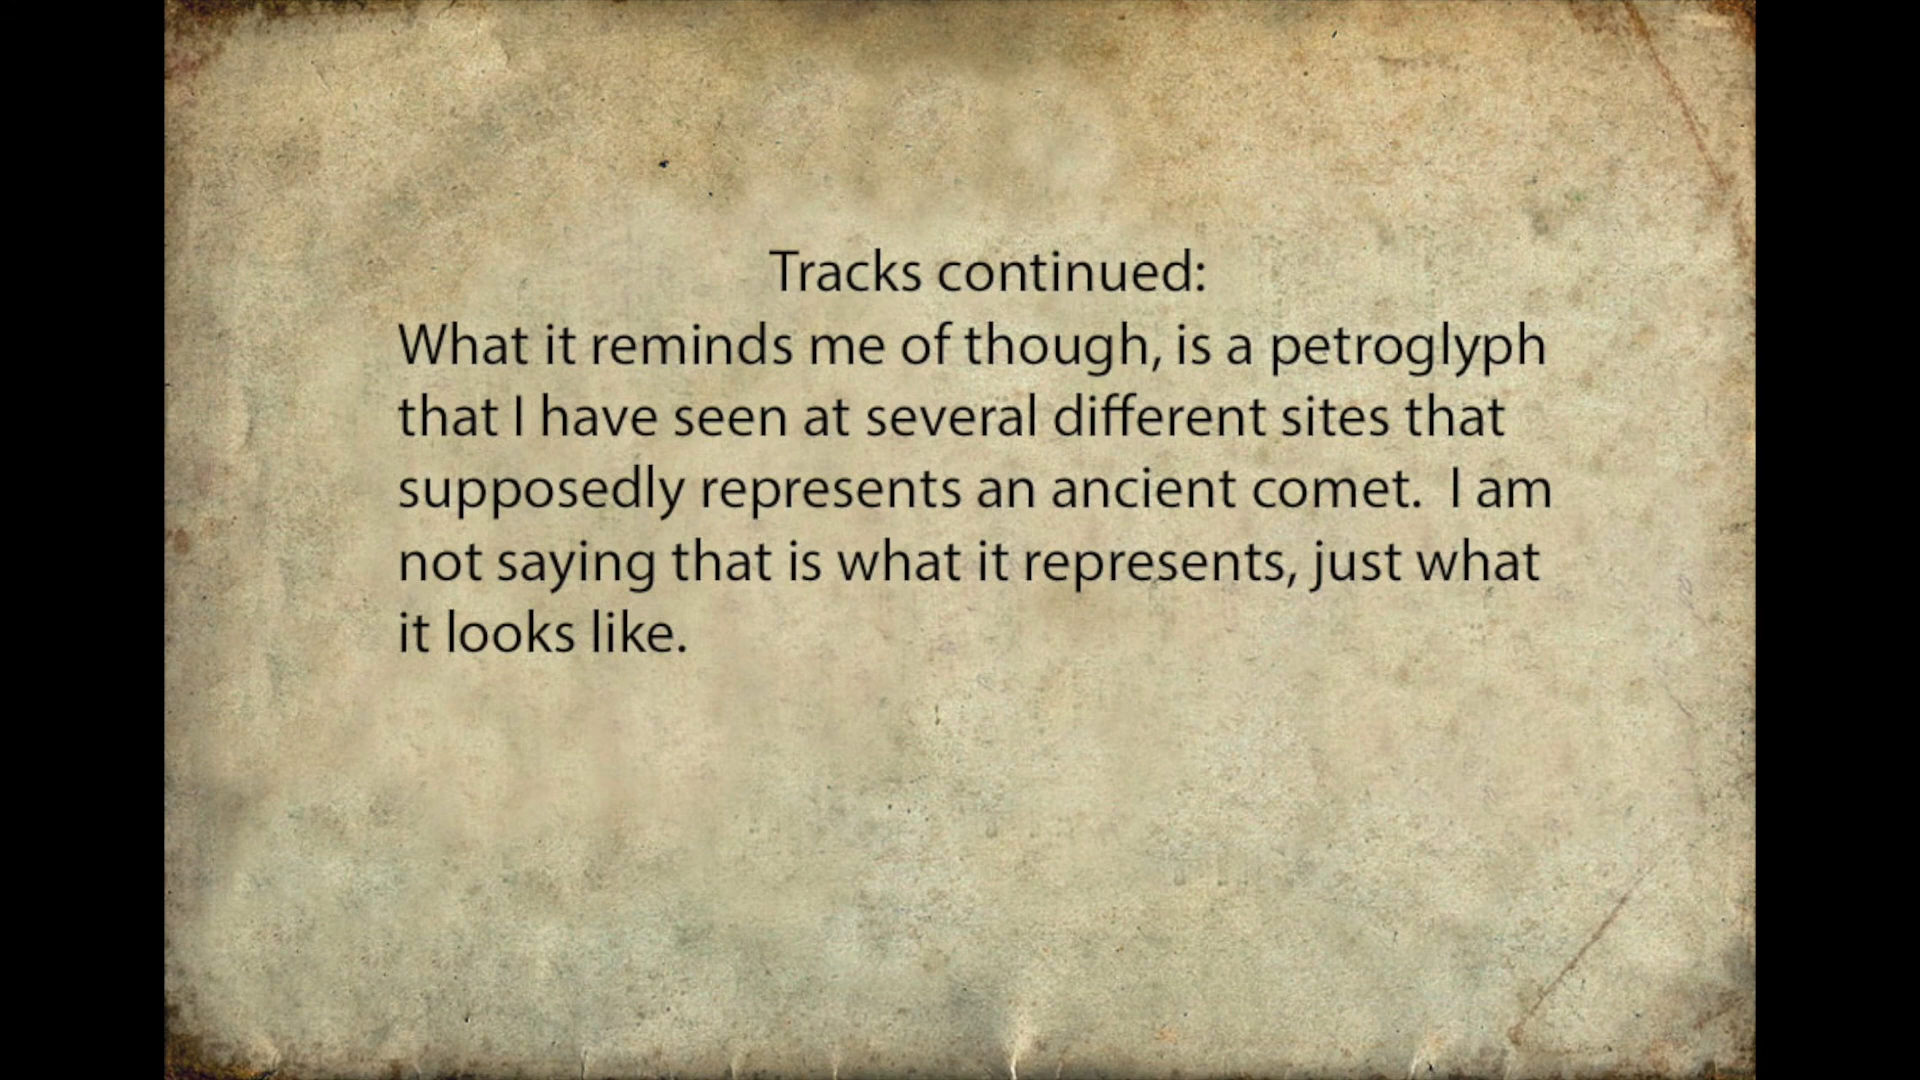 Tracks continued:
What it reminds me of though, is a petroglyph
that I have seen at several different sites that
supposedly represents an ancient comet.  I am
not saying that is what it represents, just what
it looks like.